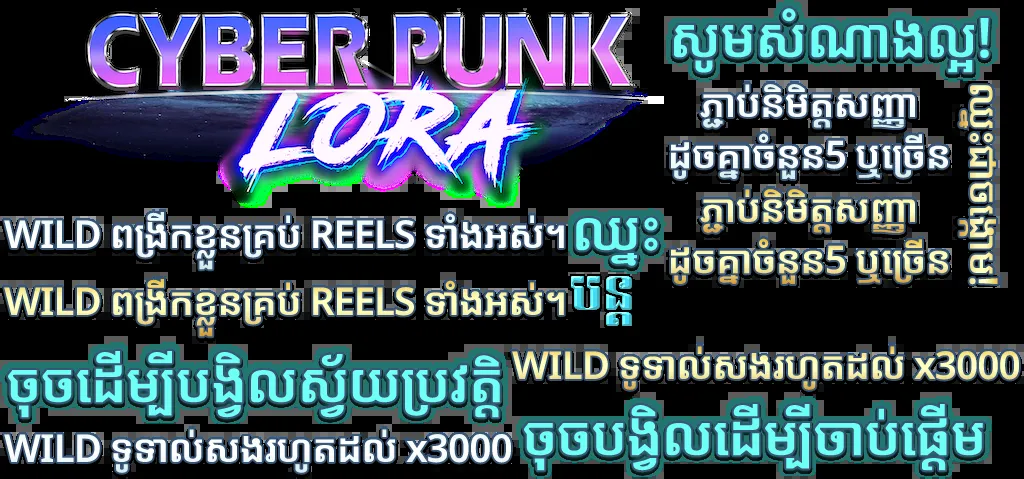 CYBER PUNK
LORA
សូមសំណាងល្អ!
ភ្ជាប់និមិត្តសញ្ញា
ដូចគ្នាចំនួន5 ឬច្រើន
ភ្ជាប់និមិត្តសញ្ញា
ដូចគ្នាចំនួន5 ឬច្រើន
WILD ពង្រីកខ្លួនគ្រប់ REELS ទាំងអស់។
ឈ្នះ
WILD ពង្រីកខ្លួនគ្រប់ REELS ទាំងអស់។
បន្ត
ចុចដើម្បីបង្វិលស្វ័យប្រវត្តិ
WILD ទូទាល់សងរហូតដល់ x3000
WILD ទូទាល់សងរហូតដល់ x3000
ចុចបង្វិលដើម្បីចាប់ផ្តើម